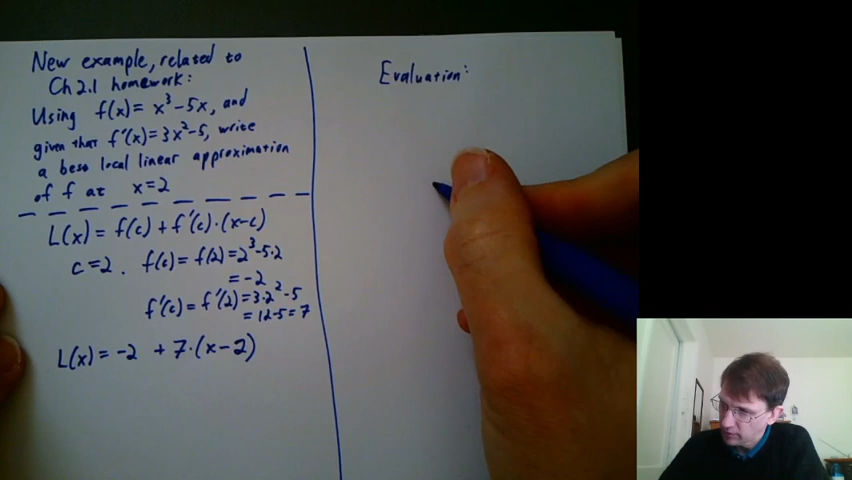 New example, related to
Ch 2.1 homework:
Using f(x) = x³-5x, and
given that f'(x)=3x²-5, write
a best local linear approximation
of f at x=2
L(x) = f(c) + f'(c)·(x-c)
c=2. f(c) = f(2) = 2³-5·2
= -2
f'(c) = f'(2) = 3·2²-5
= 12-5 = 7
L(x) = -2 + 7·(x-2)
Evaluation: